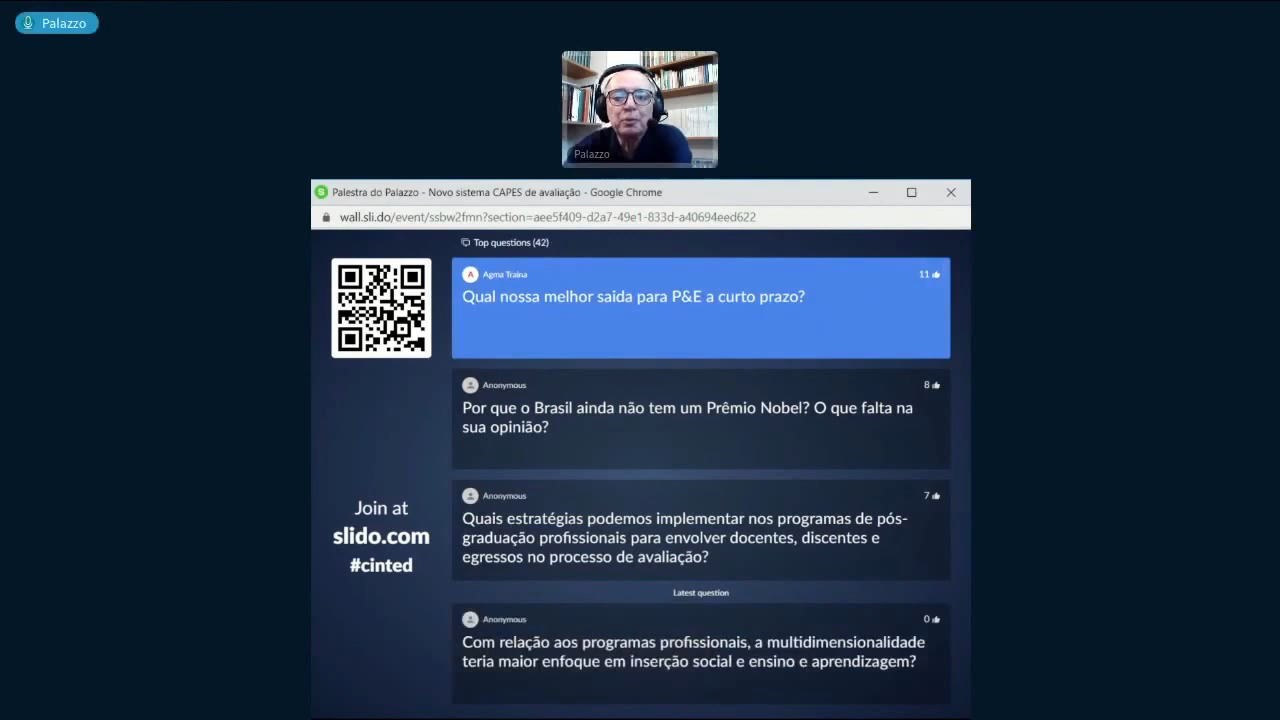 Palazzo
Palazzo
Palestra do Palazzo - Novo sistema CAPES de avaliação - Google Chrome
wall.sli.do/event/ssbw2fmn?section=aee5f409-d2a7-49e1-833d-a40694eed622
Top questions (42)
A Agma Traina 11
Qual nossa melhor saida para P&E a curto prazo?
Anonymous 8
Por que o Brasil ainda não tem um Prêmio Nobel? O que falta na
sua opinião?
Anonymous 7
Quais estratégias podemos implementar nos programas de pós-
graduação profissionais para envolver docentes, discentes e
egressos no processo de avaliação?
Join at
slido.com
#cinted
Latest question
Anonymous 0
Com relação aos programas profissionais, a multidimensionalidade
teria maior enfoque em inserção social e ensino e aprendizagem?